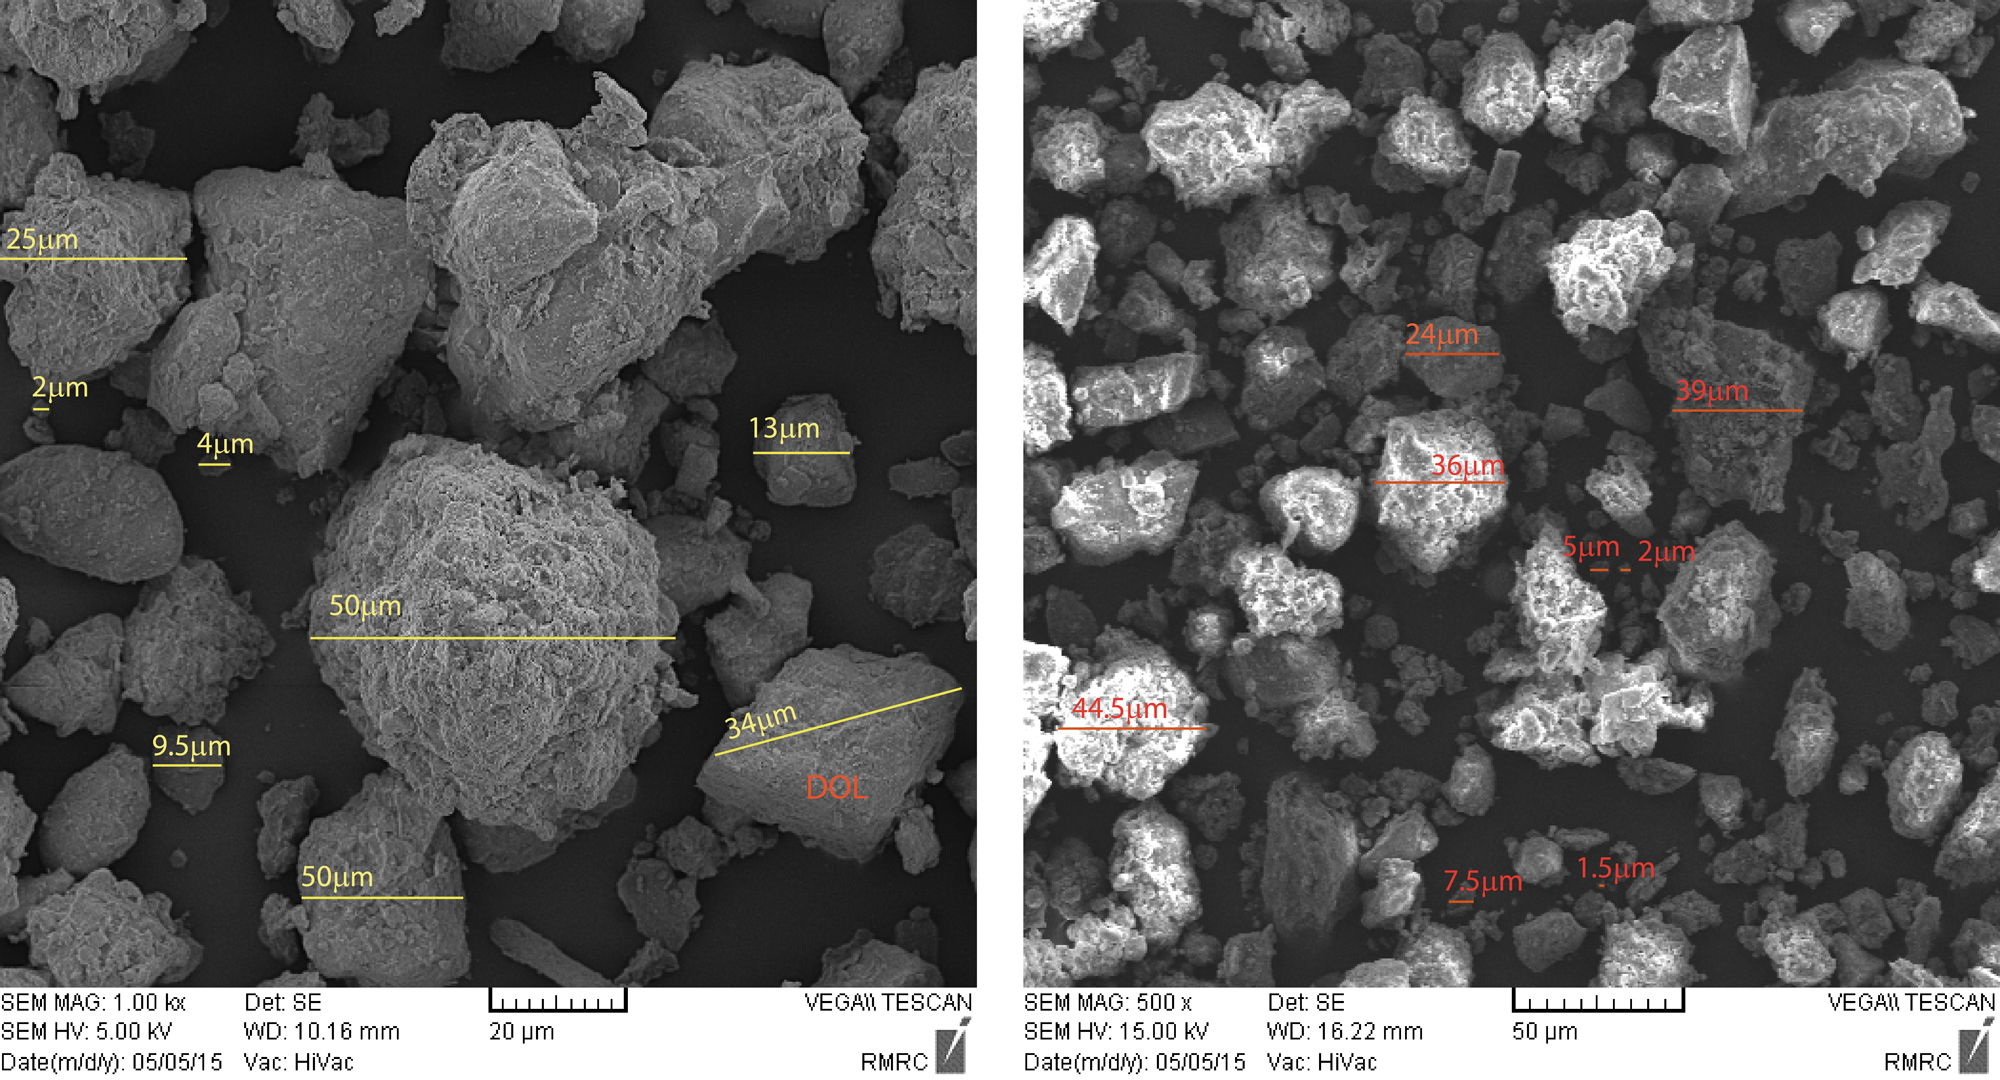 25μm
2μm
4μm
13μm
50μm
34μm
DOL
9.5μm
50μm
SEM MAG: 1.00 kx
Det: SE
VEGA\\ TESCAN
SEM HV: 5.00 kV
WD: 10.16 mm
20 μm
Date(m/d/y): 05/05/15
Vac: HiVac
RMRC
24μm
39μm
36μm
5μm
2μm
44.5μm
7.5μm
1.5μm
SEM MAG: 500 x
Det: SE
VEGA\\ TESCAN
SEM HV: 15.00 kV
WD: 16.22 mm
50 μm
Date(m/d/y): 05/05/15
Vac: HiVac
RMRC